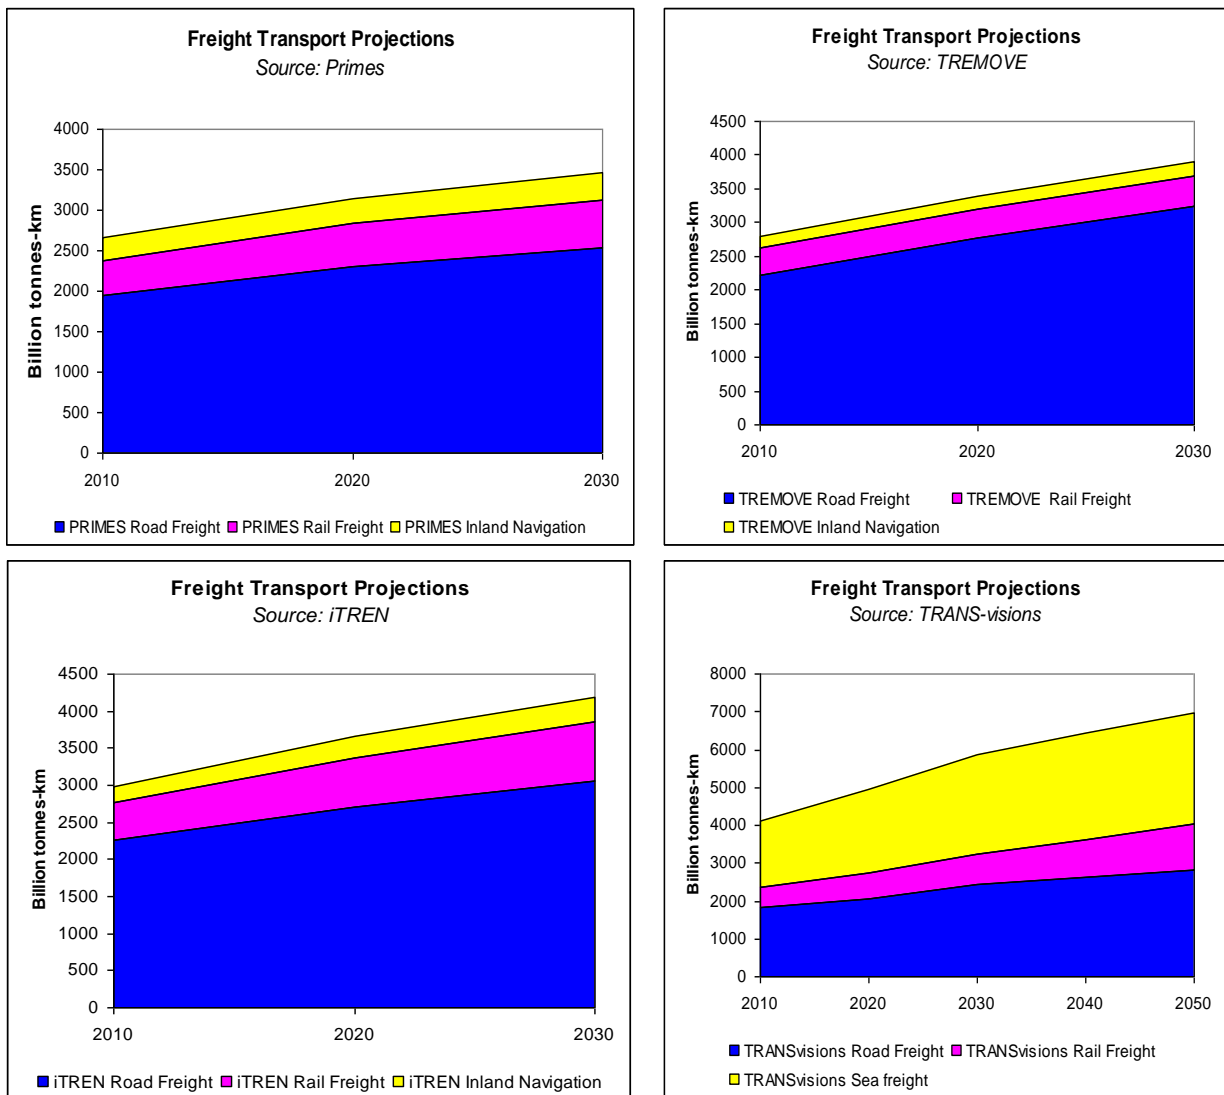 Freight Transport Projections
Source: Primes
Billion tonnes-km
4000
3500
3000
2500
2000
1500
1000
500
0
2010 2020 2030
PRIMES Road Freight PRIMES Rail Freight PRIMES Inland Navigation
Freight Transport Projections
Source: TREMOVE
Billion tonnes-km
4500
4000
3500
3000
2500
2000
1500
1000
500
0
2010 2020 2030
TREMOVE Road Freight TREMOVE Rail Freight
TREMOVE Inland Navigation
Freight Transport Projections
Source: iTREN
Billion tonnes-km
4500
4000
3500
3000
2500
2000
1500
1000
500
0
2010 2020 2030
iTREN Road Freight iTREN Rail Freight iTREN Inland Navigation
Freight Transport Projections
Source: TRANS-visions
Billion tonnes-km
8000
7000
6000
5000
4000
3000
2000
1000
0
2010 2020 2030 2040 2050
TRANSvisions Road Freight TRANSvisions Rail Freight
TRANSvisions Sea freight